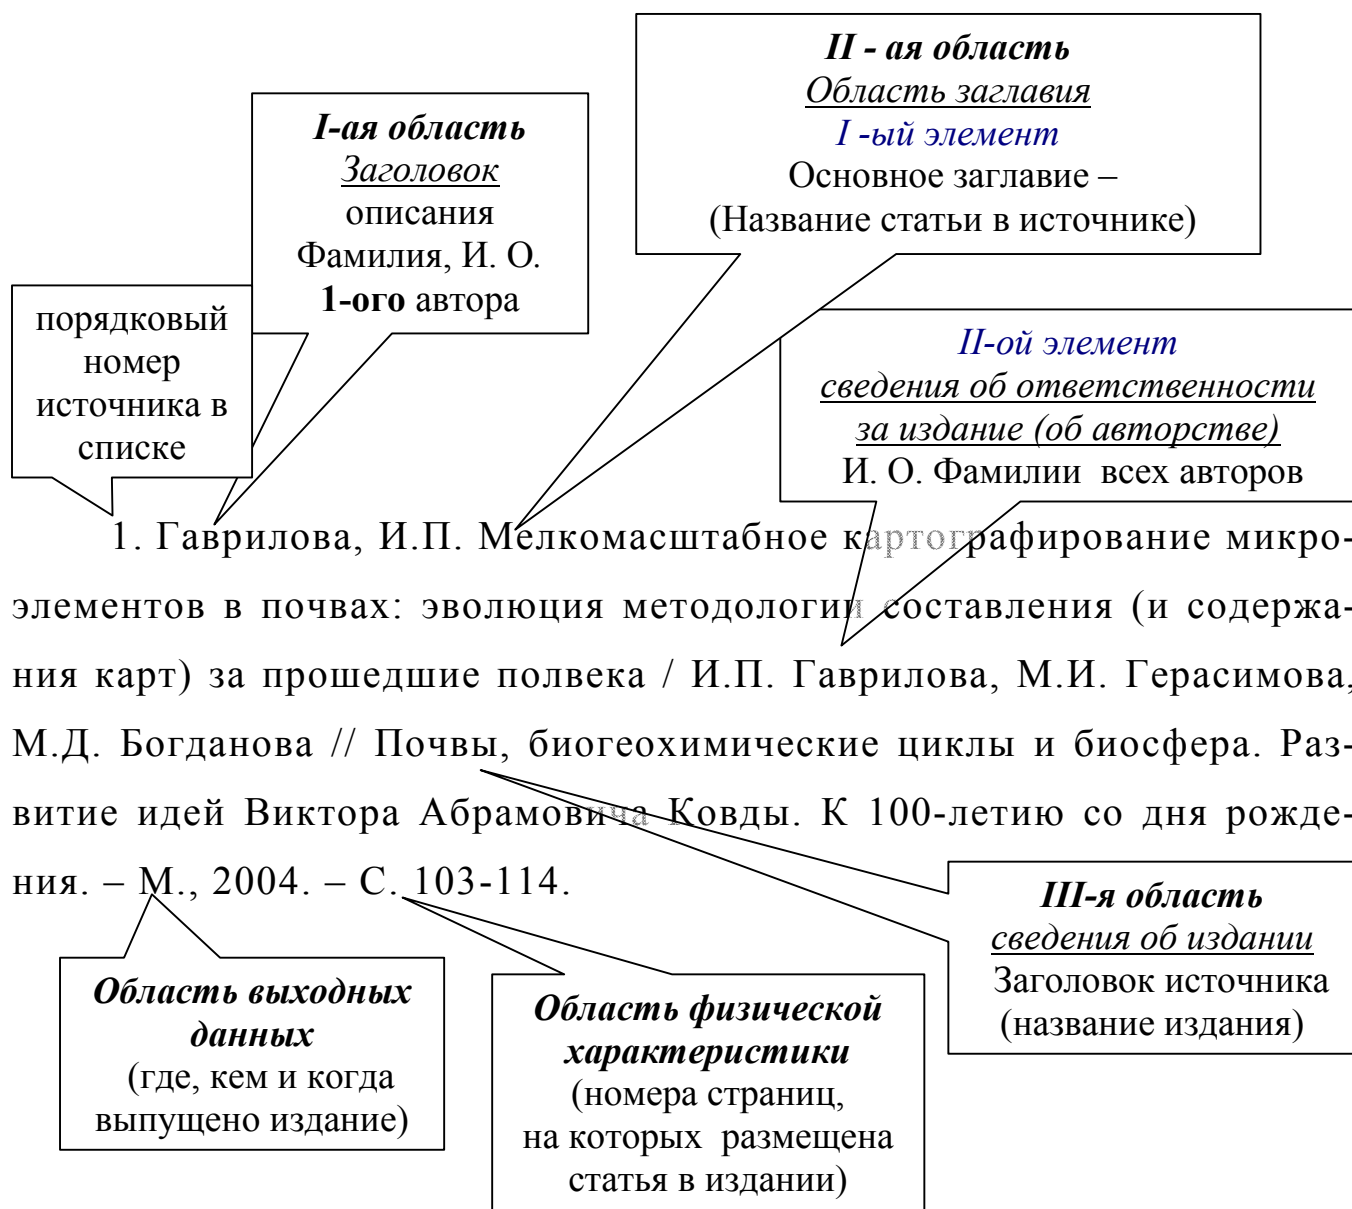 II - ая область
Область заглавия
I -ый элемент
Основное заглавие –
(Название статьи в источнике)
I-ая область
Заголовок
описания
Фамилия, И. О.
1-ого автора
порядковый
номер
источника в
списке
II-ой элемент
сведения об ответственности
за издание (об авторстве)
И. О. Фамилии всех авторов
1. Гаврилова, И.П. Мелкомасштабное картографирование микро-
элементов в почвах: эволюция методологии составления (и содержа-
ния карт) за прошедшие полвека / И.П. Гаврилова, М.И. Герасимова,
М.Д. Богданова // Почвы, биогеохимические циклы и биосфера. Раз-
витие идей Виктора Абрамовича Ковды. К 100-летию со дня рожде-
ния. – М., 2004. – С. 103-114.
III-я область
сведения об издании
Заголовок источника
(название издания)
Область выходных
данных
(где, кем и когда
выпущено издание)
Область физической
характеристики
(номера страниц,
на которых размещена
статья в издании)